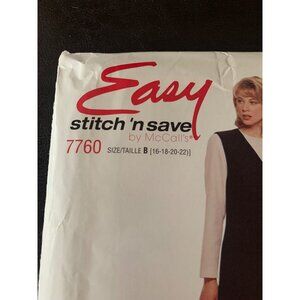 Easy
stitch 'n save
by McCall's®
7760 SIZE/TAILLE B (16-18-20-22)]